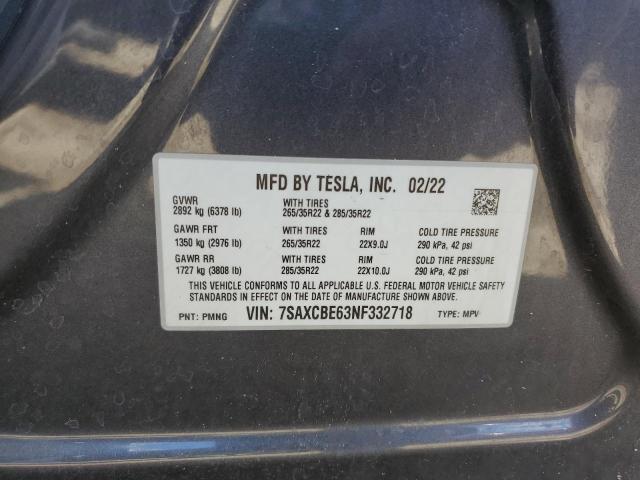 MFD BY TESLA, INC. 02/22
GVWR
2892 kg (6378 lb)
WITH TIRES
265/35R22 & 285/35R22
GAWR FRT
1350 kg (2976 lb)
WITH TIRES
265/35R22
RIM
22X9.0J
COLD TIRE PRESSURE
290 kPa, 42 psi
GAWR RR
1727 kg (3808 lb)
WITH TIRES
285/35R22
RIM
22X10.0J
COLD TIRE PRESSURE
290 kPa, 42 psi
THIS VEHICLE CONFORMS TO ALL APPLICABLE U.S. FEDERAL MOTOR VEHICLE SAFETY
STANDARDS IN EFFECT ON THE DATE OF MANUFACTURE SHOWN ABOVE.
PNT: PMNG VIN: 7SAXCBE63NF332718 TYPE: MPV